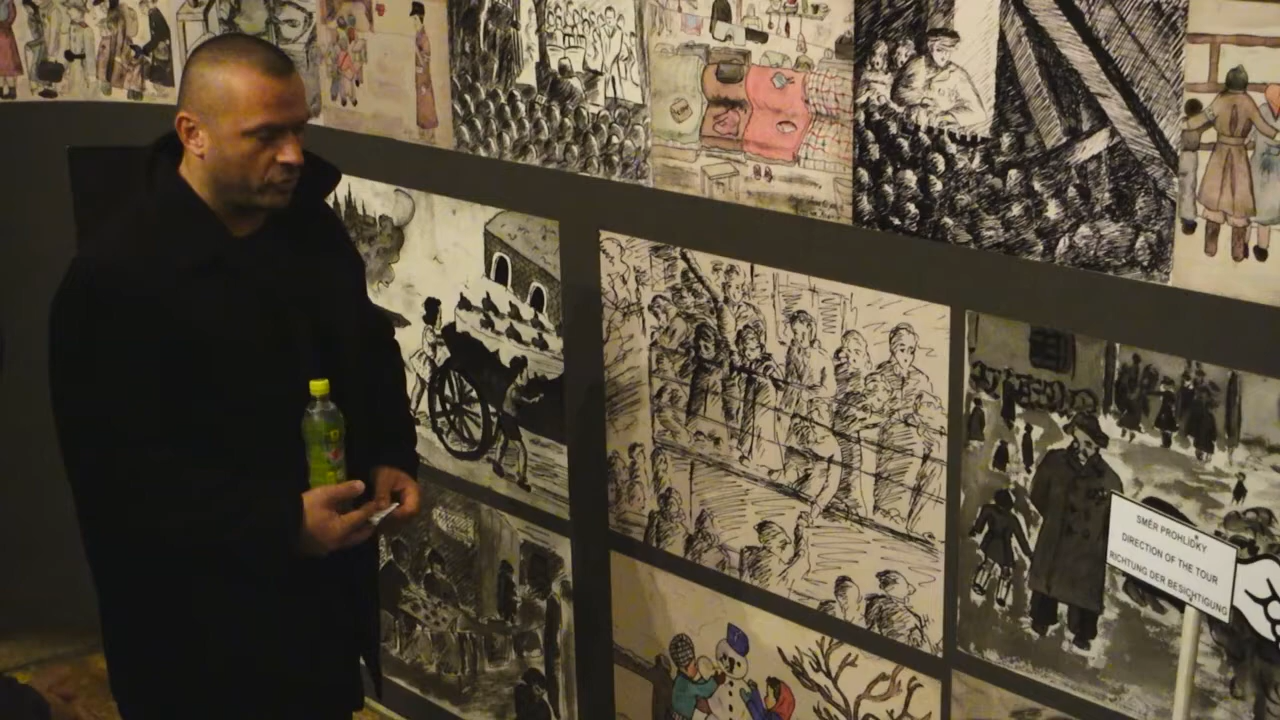 SMĚR PROHLÍDKY
DIRECTION OF THE TOUR
RICHTUNG DER BESICHTIGUNG